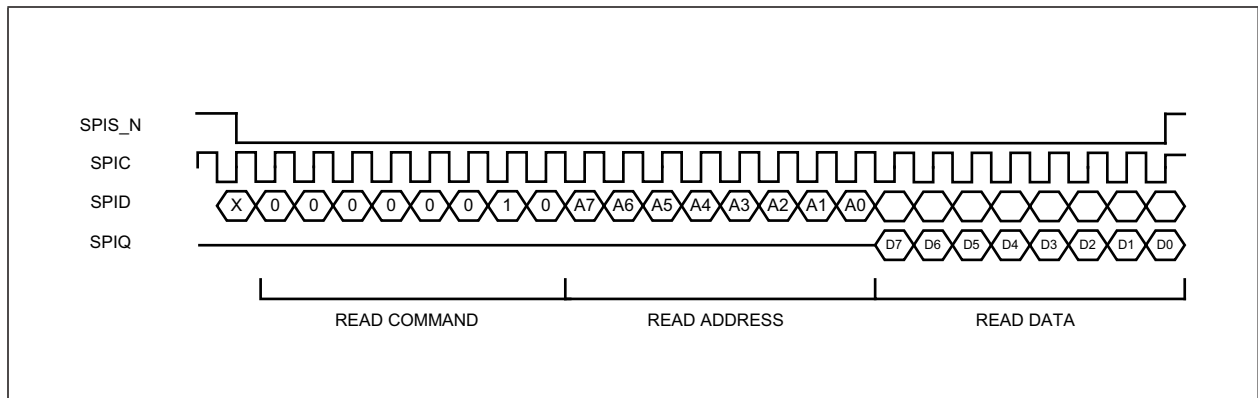 SPIS_N
SPIC
SPID X 0 0 0 0 0 0 1 0 A7 A6 A5 A4 A3 A2 A1 A0
SPIQ D7 D6 D5 D4 D3 D2 D1 D0
READ COMMAND READ ADDRESS READ DATA